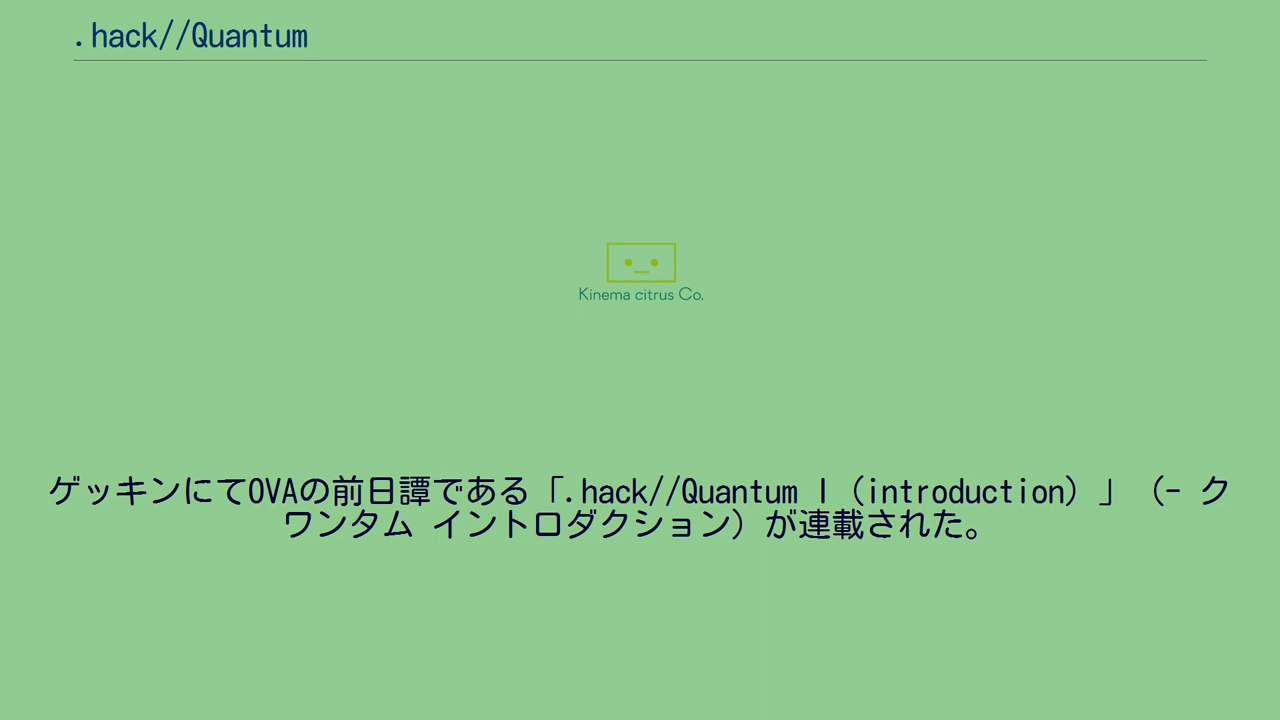 .hack//Quantum
Kinema citrus Co.
ゲッキンにてOVAの前日譚である「.hack//Quantum I（introduction）」（- ク
ワンタム イントロダクション）が連載された。